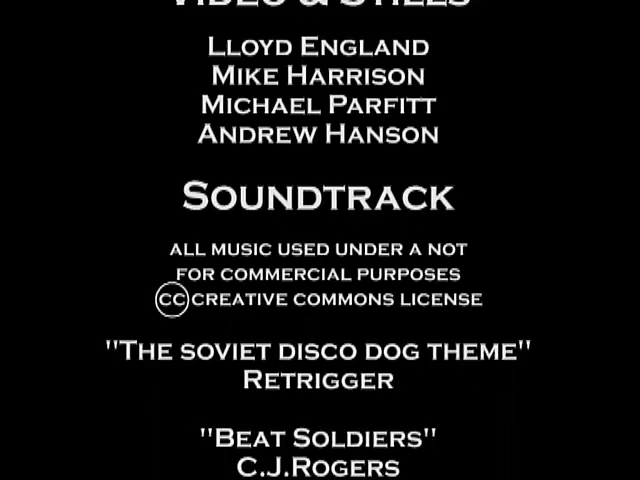 VIDEO & STILLS
LLOYD ENGLAND
MIKE HARRISON
MICHAEL PARFITT
ANDREW HANSON
SOUNDTRACK
ALL MUSIC USED UNDER A NOT
FOR COMMERCIAL PURPOSES
CC CREATIVE COMMONS LICENSE
"THE SOVIET DISCO DOG THEME"
RETRIGGER
"BEAT SOLDIERS"
C.J.ROGERS